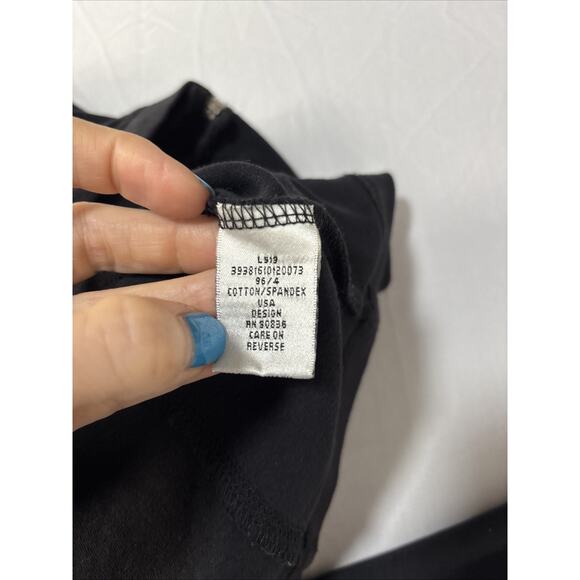 L519
39381610120073
96/4
COTTON/SPANDEX
USA
DESIGN
RN 90836
CARE ON
REVERSE